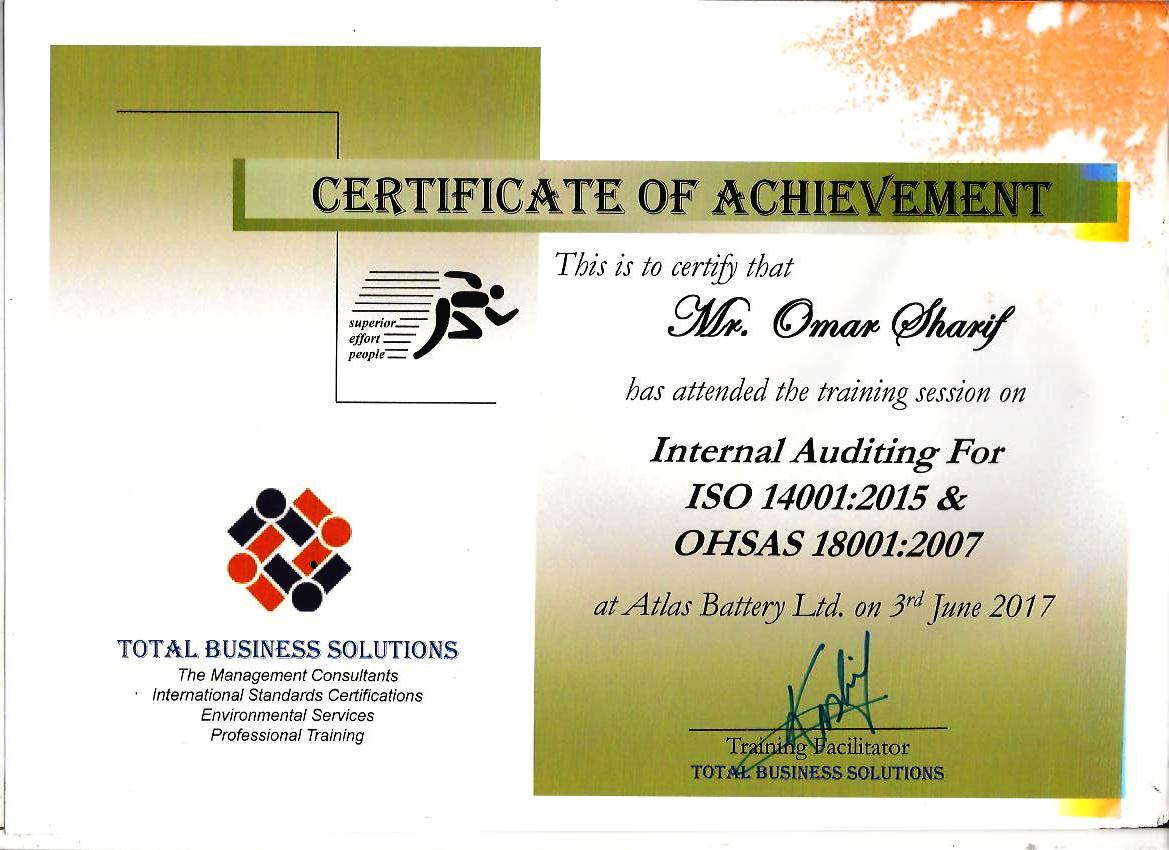 CERTIFICATE OF ACHIEVEMENT
This is to certify that
Mr. Omar Sharif
has attended the training session on
Internal Auditing For
ISO 14001:2015 &
OHSAS 18001:2007
at Atlas Battery Ltd. on 3rd June 2017
Training Facilitator
TOTAL BUSINESS SOLUTIONS
superior
effort
people
TOTAL BUSINESS SOLUTIONS
The Management Consultants
International Standards Certifications
Environmental Services
Professional Training